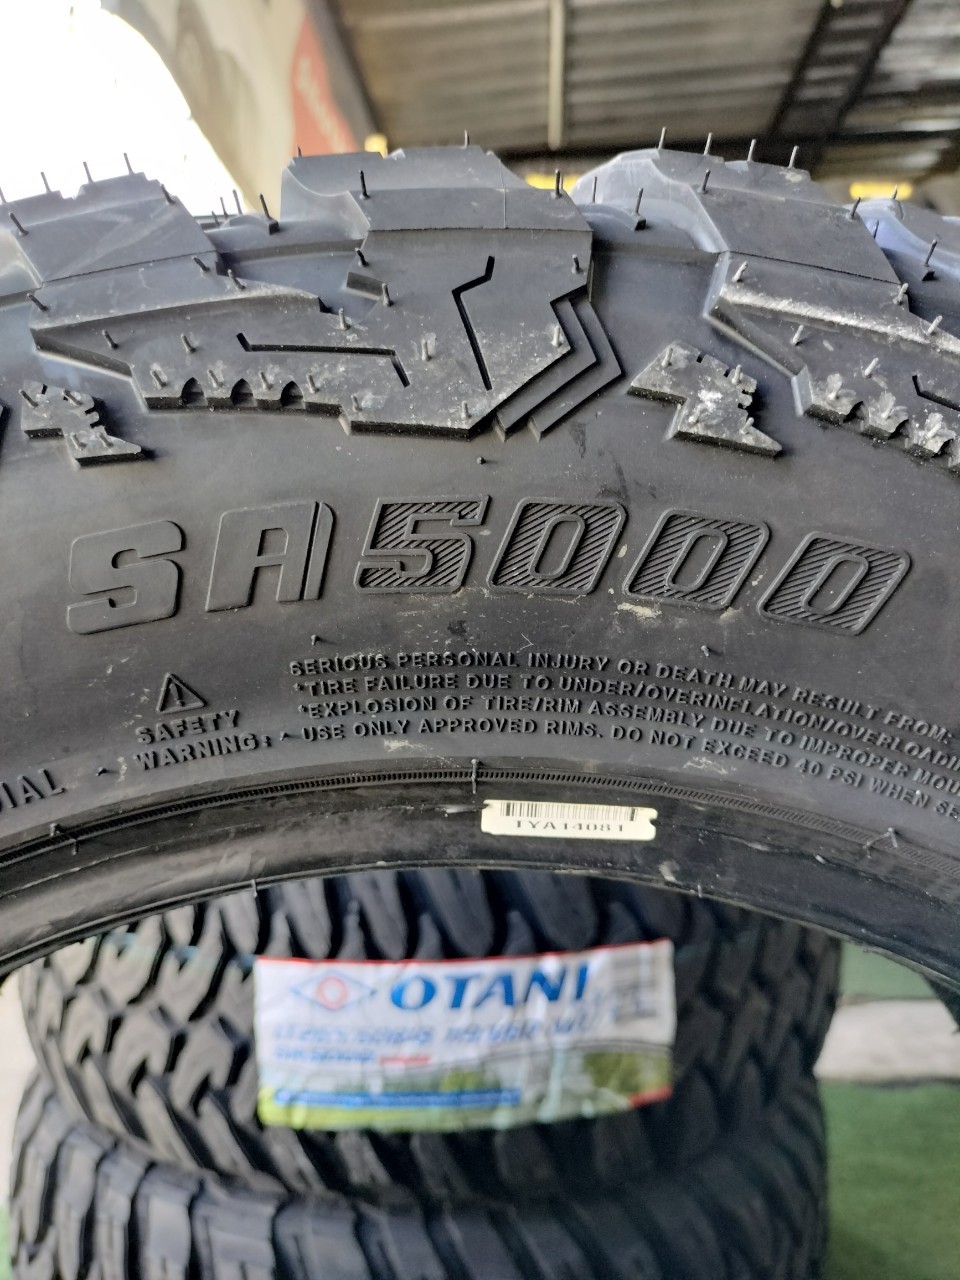 SA5000
SERIOUS PERSONAL INJURY OR DEATH MAY RESULT FROM:
*TIRE FAILURE DUE TO UNDER/OVERINFLATION/OVERLOADI
*EXPLOSION OF TIRE/RIM ASSEMBLY DUE TO IMPROPER MOU
USE ONLY APPROVED RIMS. DO NOT EXCEED 40 PSI WHEN SE
SAFETY
WARNING:
DIAL
TYA14081
OTANI